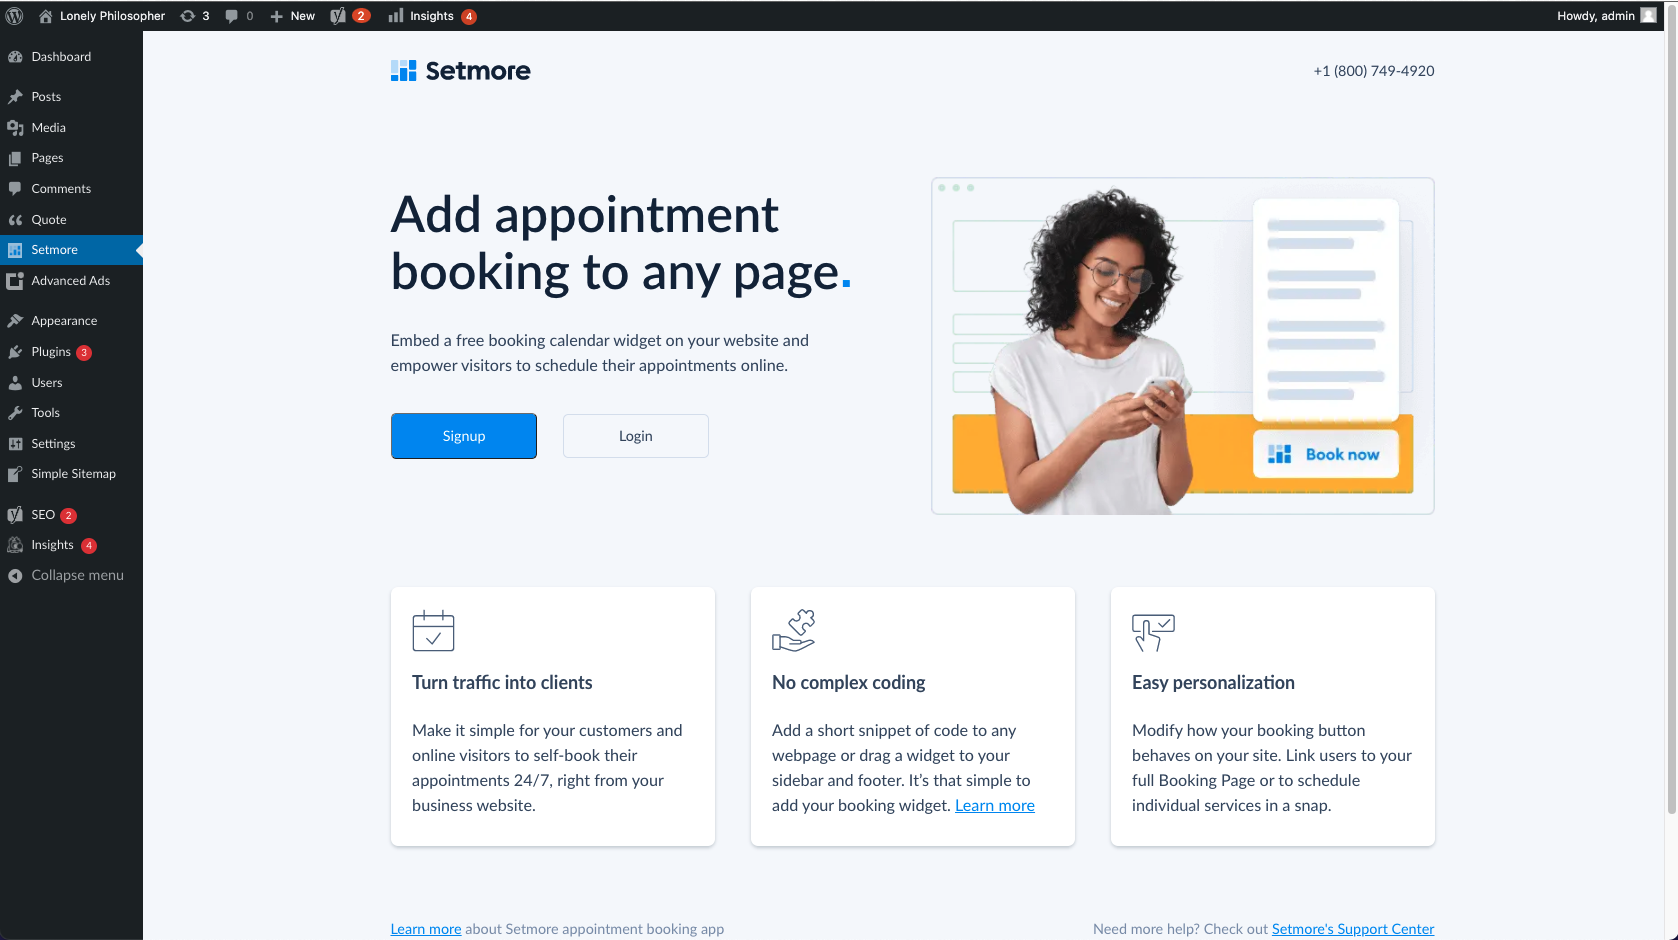 Lonely Philosopher 3 0 New 2 Insights 4 Howdy, admin
Dashboard
Posts
Media
Pages
Comments
Quote
Setmore
Advanced Ads
Appearance
Plugins 3
Users
Tools
Settings
Simple Sitemap
SEO 2
Insights 4
Collapse menu
Setmore
+1 (800) 749-4920
Add appointment
booking to any page.
Embed a free booking calendar widget on your website and
empower visitors to schedule their appointments online.
Signup Login
Book now
Turn traffic into clients
Make it simple for your customers and
online visitors to self-book their
appointments 24/7, right from your
business website.
No complex coding
Add a short snippet of code to any
webpage or drag a widget to your
sidebar and footer. It's that simple to
add your booking widget. Learn more
Easy personalization
Modify how your booking button
behaves on your site. Link users to your
full Booking Page or to schedule
individual services in a snap.
Learn more about Setmore appointment booking app
Need more help? Check out Setmore's Support Center